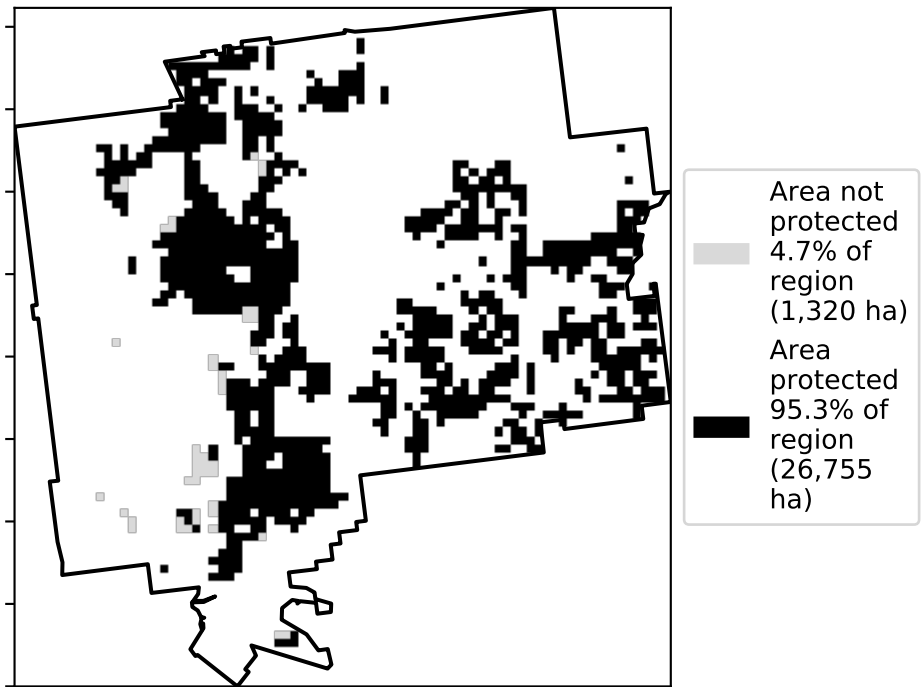 Area not
protected
4.7% of
region
(1,320 ha)
Area
protected
95.3% of
region
(26,755
ha)